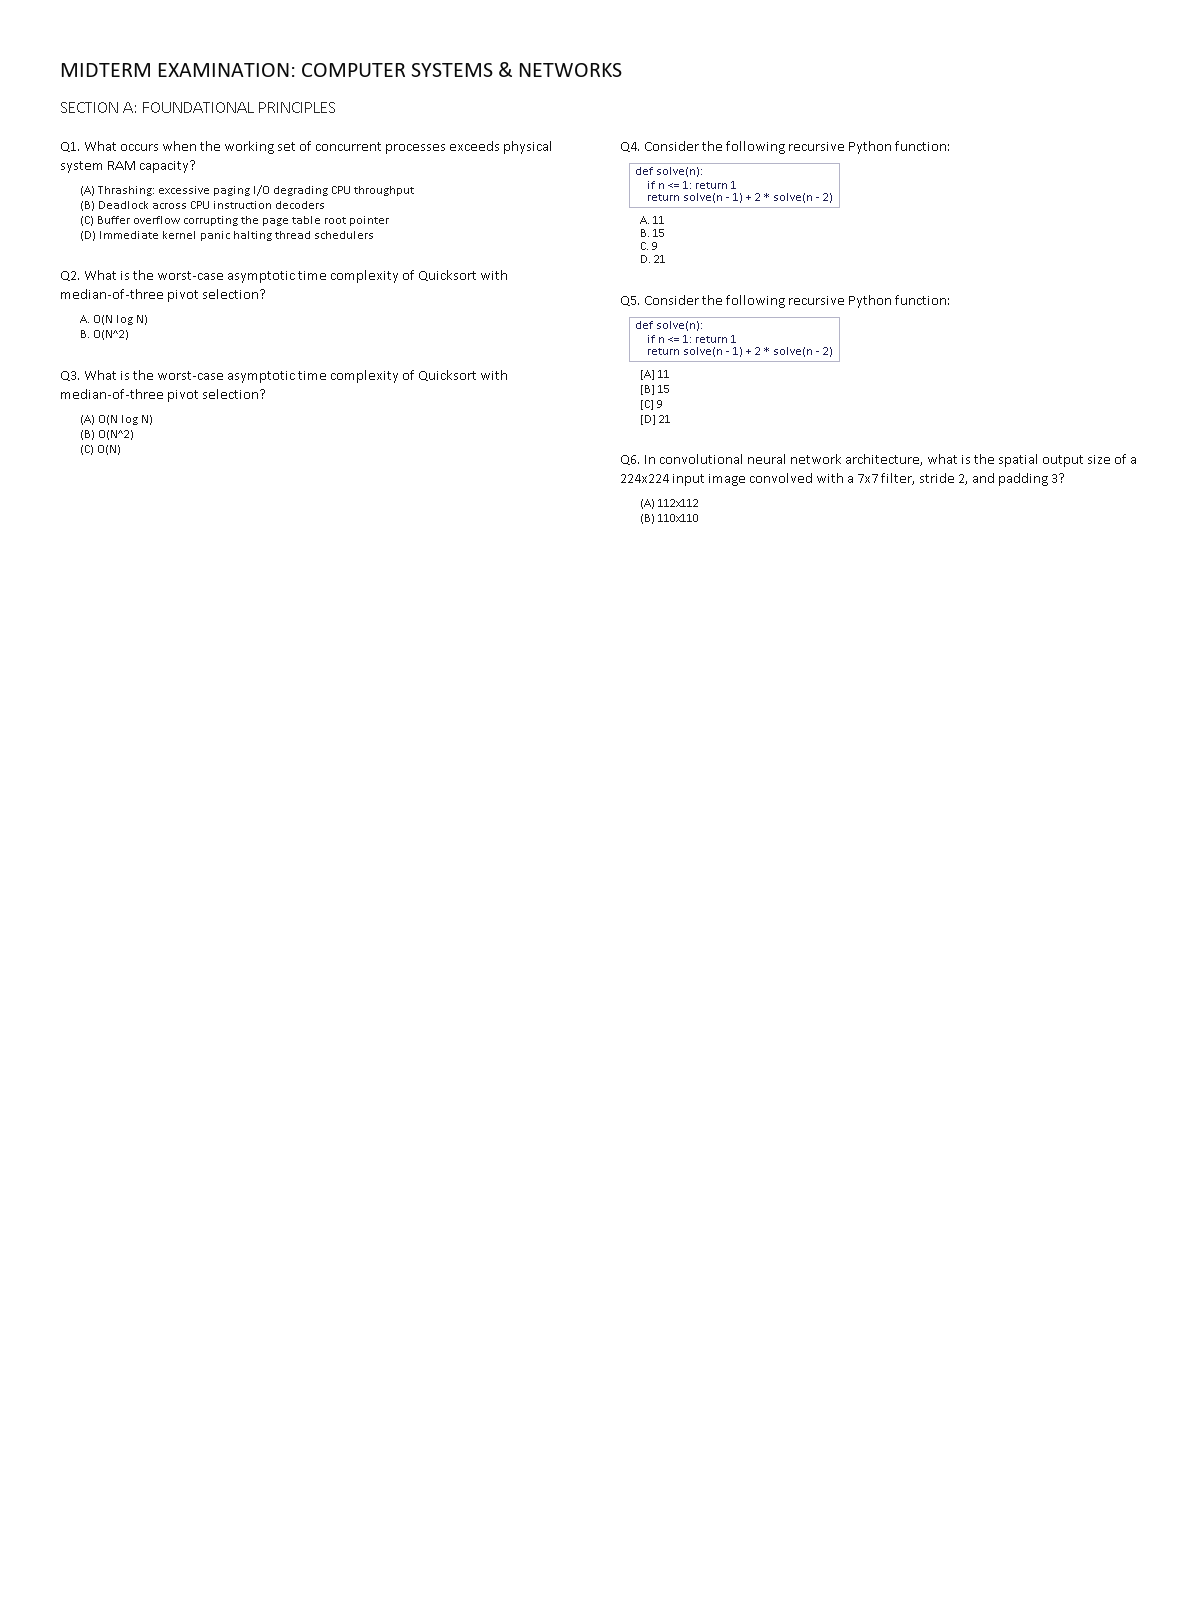 MIDTERM EXAMINATION: COMPUTER SYSTEMS & NETWORKS
SECTION A: FOUNDATIONAL PRINCIPLES
Q1. What occurs when the working set of concurrent processes exceeds physical
system RAM capacity?
(A) Thrashing: excessive paging I/O degrading CPU throughput
(B) Deadlock across CPU instruction decoders
(C) Buffer overflow corrupting the page table root pointer
(D) Immediate kernel panic halting thread schedulers
Q2. What is the worst-case asymptotic time complexity of Quicksort with
median-of-three pivot selection?
A. O(N log N)
B. O(N^2)
Q3. What is the worst-case asymptotic time complexity of Quicksort with
median-of-three pivot selection?
(A) O(N log N)
(B) O(N^2)
(C) O(N)
Q4. Consider the following recursive Python function:
def solve(n):
    if n <= 1: return 1
    return solve(n - 1) + 2 * solve(n - 2)
A. 11
B. 15
C. 9
D. 21
Q5. Consider the following recursive Python function:
def solve(n):
    if n <= 1: return 1
    return solve(n - 1) + 2 * solve(n - 2)
[A] 11
[B] 15
[C] 9
[D] 21
Q6. In convolutional neural network architecture, what is the spatial output size of a
224x224 input image convolved with a 7x7 filter, stride 2, and padding 3?
(A) 112x112
(B) 110x110